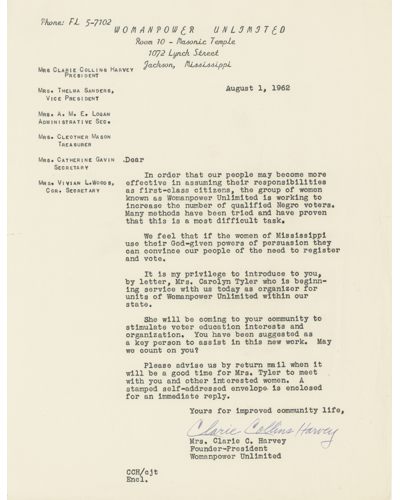 Phone: FL 5-7102
WOMANPOWER UNLIMITED
Room 10 - Masonic Temple
1072 Lynch Street
Jackson, Mississippi
Mrs Clarie Collins Harvey
President
Mrs. Thelma Sanders,
Vice President
Mrs. A. M. E. Logan
Administrative Sec.
Mrs. Cleother Mason
Treasurer
Mrs. Catherine Gavin
Secretary
Mrs. Vivian L. Woods,
Cor. Secretary
August 1, 1962
Dear
In order that our people may become more
effective in assuming their responsibilities
as first-class citizens, the group of women
known as Womanpower Unlimited is working to
increase the number of qualified Negro voters.
Many methods have been tried and have proven
that this is a most difficult task.
We feel that if the women of Mississippi
use their God-given powers of persuasion they
can convince our people of the need to register
and vote.
It is my privilege to introduce to you,
by letter, Mrs. Carolyn Tyler who is begin-
ning service with us today as organizer for
units of Womanpower Unlimited within our
state.
She will be coming to your community to
stimulate voter education interests and
organization. You have been suggested as
a key person to assist in this new work. May
we count on you?
Please advise us by return mail when it
will be a good time for Mrs. Tyler to meet
with you and other interested women. A
stamped self-addressed envelope is enclosed
for an immediate reply.
Yours for improved community life,
Clarie Collins Harvey
Mrs. Clarie C. Harvey
Founder-President
Womanpower Unlimited
CCH/cjt
Encl.